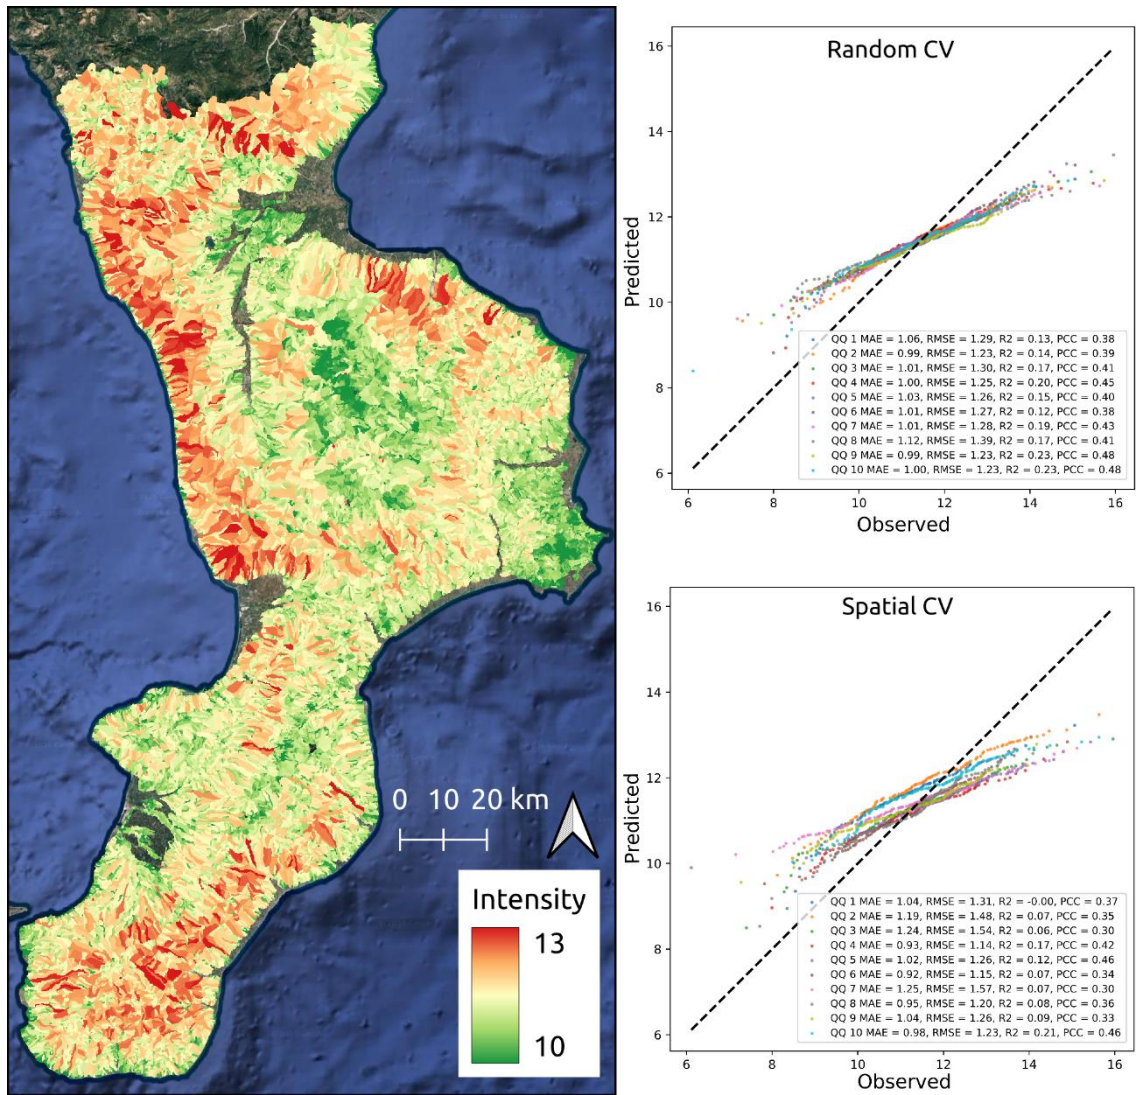 0 10 20 km
Intensity
13
10
Random CV
16
14
12
10
8
6
Predicted
QQ 1 MAE = 1.06, RMSE = 1.29, R2 = 0.13, PCC = 0.38
QQ 2 MAE = 0.99, RMSE = 1.23, R2 = 0.14, PCC = 0.39
QQ 3 MAE = 1.01, RMSE = 1.30, R2 = 0.17, PCC = 0.41
QQ 4 MAE = 1.00, RMSE = 1.25, R2 = 0.20, PCC = 0.45
QQ 5 MAE = 1.03, RMSE = 1.26, R2 = 0.15, PCC = 0.40
QQ 6 MAE = 1.01, RMSE = 1.27, R2 = 0.12, PCC = 0.38
QQ 7 MAE = 1.01, RMSE = 1.28, R2 = 0.19, PCC = 0.43
QQ 8 MAE = 1.12, RMSE = 1.39, R2 = 0.17, PCC = 0.41
QQ 9 MAE = 0.99, RMSE = 1.23, R2 = 0.23, PCC = 0.48
QQ 10 MAE = 1.00, RMSE = 1.23, R2 = 0.23, PCC = 0.48
6 8 10 12 14 16
Observed
Spatial CV
16
14
12
10
8
6
Predicted
QQ 1 MAE = 1.04, RMSE = 1.31, R2 = -0.00, PCC = 0.37
QQ 2 MAE = 1.19, RMSE = 1.48, R2 = 0.07, PCC = 0.35
QQ 3 MAE = 1.24, RMSE = 1.54, R2 = 0.06, PCC = 0.30
QQ 4 MAE = 0.93, RMSE = 1.14, R2 = 0.17, PCC = 0.42
QQ 5 MAE = 1.02, RMSE = 1.26, R2 = 0.12, PCC = 0.46
QQ 6 MAE = 0.92, RMSE = 1.15, R2 = 0.07, PCC = 0.34
QQ 7 MAE = 1.25, RMSE = 1.57, R2 = 0.07, PCC = 0.30
QQ 8 MAE = 0.95, RMSE = 1.20, R2 = 0.08, PCC = 0.36
QQ 9 MAE = 1.04, RMSE = 1.26, R2 = 0.09, PCC = 0.33
QQ 10 MAE = 0.98, RMSE = 1.23, R2 = 0.21, PCC = 0.46
6 8 10 12 14 16
Observed